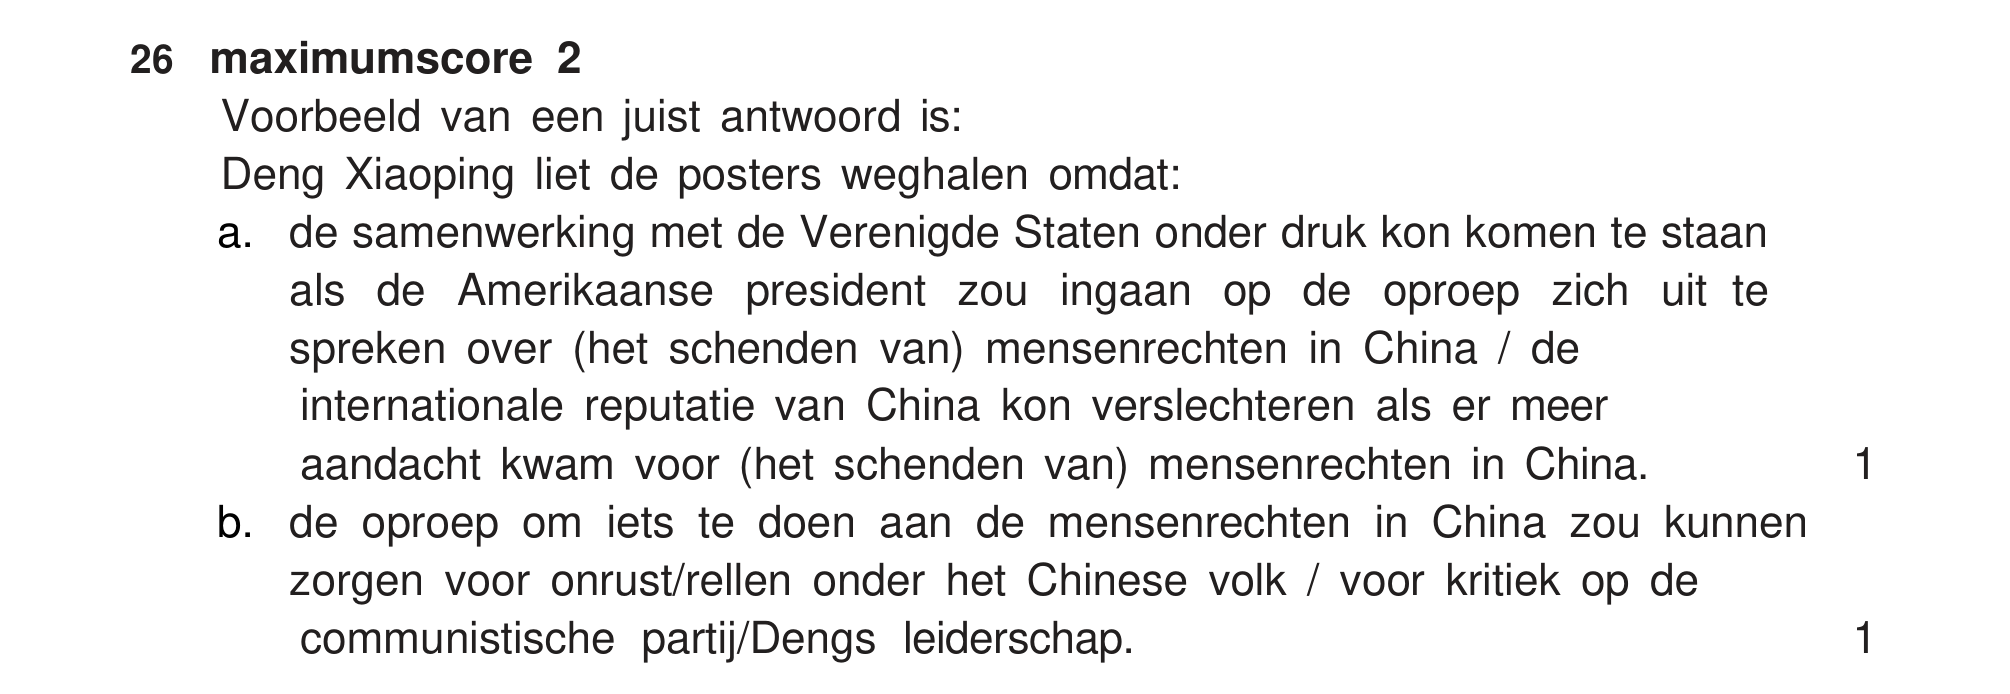 26 maximumscore 2
Voorbeeld van een juist antwoord is:
Deng Xiaoping liet de posters weghalen omdat:
a. de samenwerking met de Verenigde Staten onder druk kon komen te staan
als de Amerikaanse president zou ingaan op de oproep zich uit te
spreken over (het schenden van) mensenrechten in China / de
internationale reputatie van China kon verslechteren als er meer
aandacht kwam voor (het schenden van) mensenrechten in China. 1
b. de oproep om iets te doen aan de mensenrechten in China zou kunnen
zorgen voor onrust/rellen onder het Chinese volk / voor kritiek op de
communistische partij/Dengs leiderschap. 1